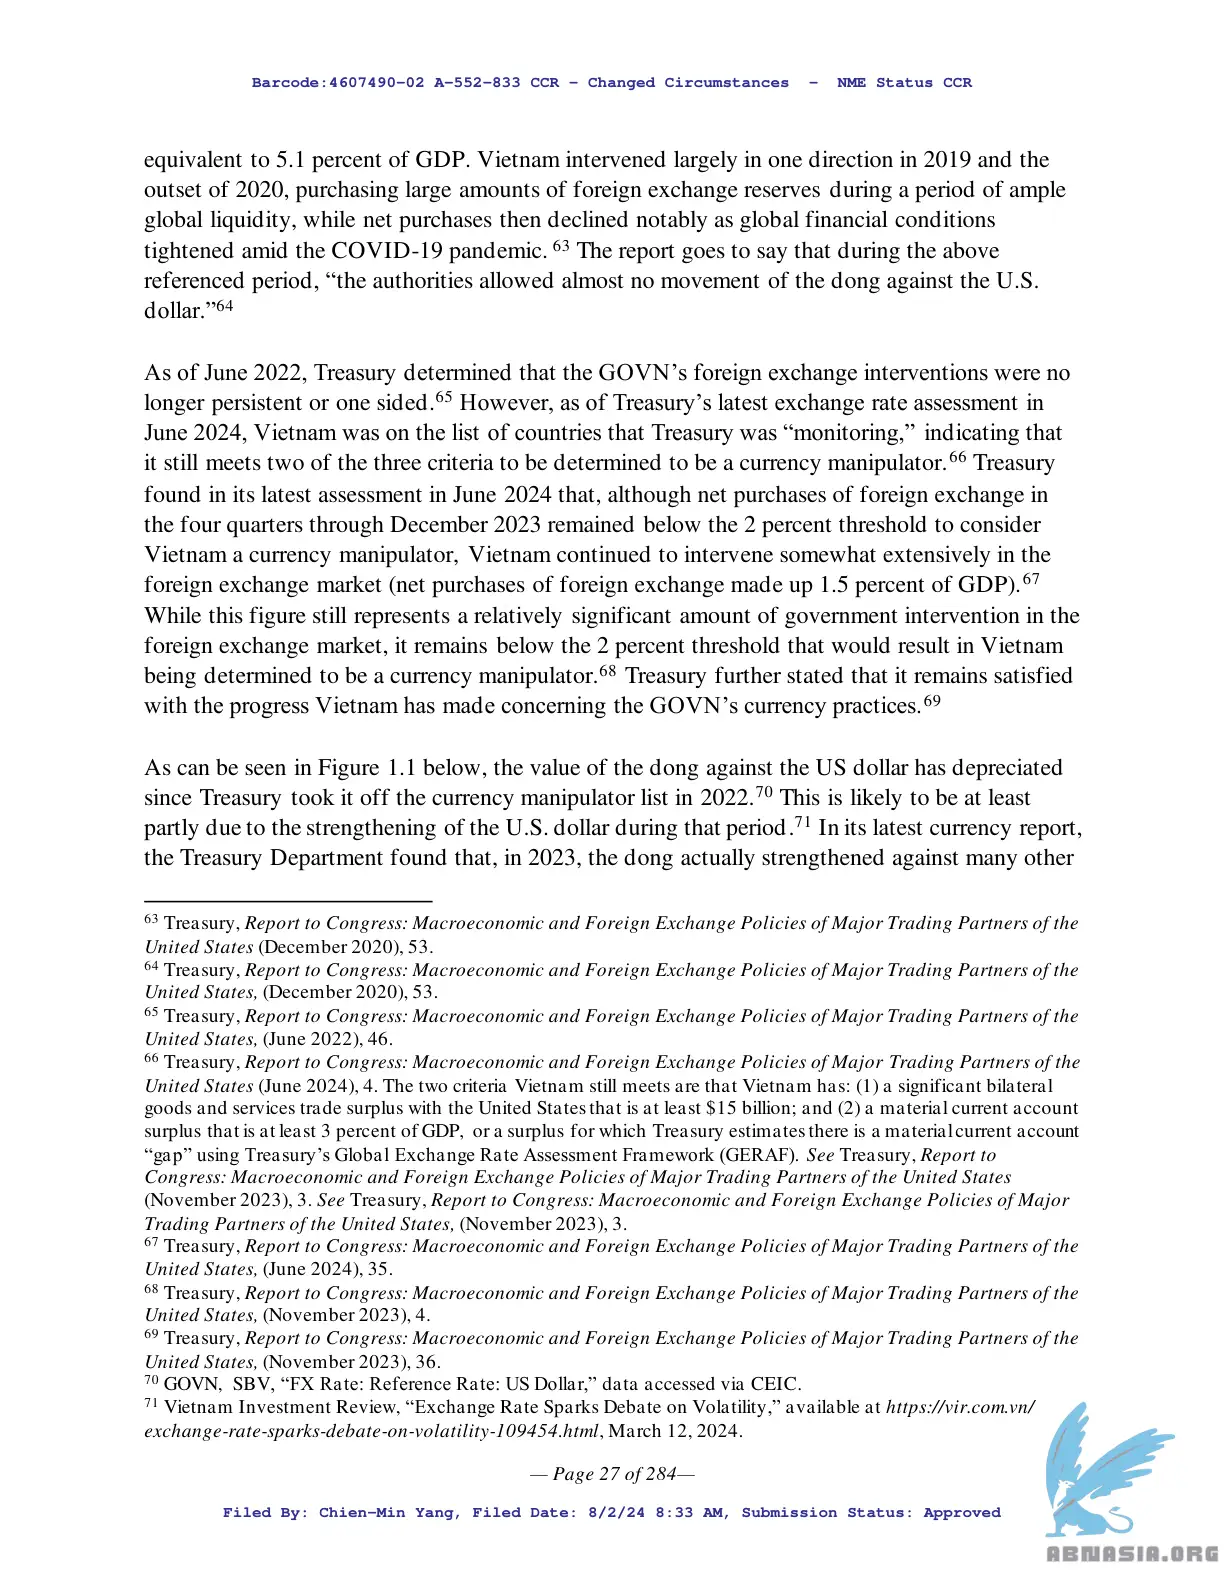 Barcode:4607490-02 A-552-833 CCR - Changed Circumstances - NME Status CCR
equivalent to 5.1 percent of GDP. Vietnam intervened largely in one direction in 2019 and the
outset of 2020, purchasing large amounts of foreign exchange reserves during a period of ample
global liquidity, while net purchases then declined notably as global financial conditions
tightened amid the COVID-19 pandemic. 63 The report goes to say that during the above
referenced period, “the authorities allowed almost no movement of the dong against the U.S.
dollar.”64
As of June 2022, Treasury determined that the GOVN’s foreign exchange interventions were no
longer persistent or one sided.65 However, as of Treasury’s latest exchange rate assessment in
June 2024, Vietnam was on the list of countries that Treasury was “monitoring,” indicating that
it still meets two of the three criteria to be determined to be a currency manipulator.66 Treasury
found in its latest assessment in June 2024 that, although net purchases of foreign exchange in
the four quarters through December 2023 remained below the 2 percent threshold to consider
Vietnam a currency manipulator, Vietnam continued to intervene somewhat extensively in the
foreign exchange market (net purchases of foreign exchange made up 1.5 percent of GDP).67
While this figure still represents a relatively significant amount of government intervention in the
foreign exchange market, it remains below the 2 percent threshold that would result in Vietnam
being determined to be a currency manipulator.68 Treasury further stated that it remains satisfied
with the progress Vietnam has made concerning the GOVN’s currency practices.69
As can be seen in Figure 1.1 below, the value of the dong against the US dollar has depreciated
since Treasury took it off the currency manipulator list in 2022.70 This is likely to be at least
partly due to the strengthening of the U.S. dollar during that period.71 In its latest currency report,
the Treasury Department found that, in 2023, the dong actually strengthened against many other
63 Treasury, Report to Congress: Macroeconomic and Foreign Exchange Policies of Major Trading Partners of the
United States (December 2020), 53.
64 Treasury, Report to Congress: Macroeconomic and Foreign Exchange Policies of Major Trading Partners of the
United States, (December 2020), 53.
65 Treasury, Report to Congress: Macroeconomic and Foreign Exchange Policies of Major Trading Partners of the
United States, (June 2022), 46.
66 Treasury, Report to Congress: Macroeconomic and Foreign Exchange Policies of Major Trading Partners of the
United States (June 2024), 4. The two criteria Vietnam still meets are that Vietnam has: (1) a significant bilateral
goods and services trade surplus with the United States that is at least $15 billion; and (2) a material current account
surplus that is at least 3 percent of GDP, or a surplus for which Treasury estimates there is a material current account
“gap” using Treasury’s Global Exchange Rate Assessment Framework (GERAF). See Treasury, Report to
Congress: Macroeconomic and Foreign Exchange Policies of Major Trading Partners of the United States
(November 2023), 3. See Treasury, Report to Congress: Macroeconomic and Foreign Exchange Policies of Major
Trading Partners of the United States, (November 2023), 3.
67 Treasury, Report to Congress: Macroeconomic and Foreign Exchange Policies of Major Trading Partners of the
United States, (June 2024), 35.
68 Treasury, Report to Congress: Macroeconomic and Foreign Exchange Policies of Major Trading Partners of the
United States, (November 2023), 4.
69 Treasury, Report to Congress: Macroeconomic and Foreign Exchange Policies of Major Trading Partners of the
United States, (November 2023), 36.
70 GOVN, SBV, “FX Rate: Reference Rate: US Dollar,” data accessed via CEIC.
71 Vietnam Investment Review, “Exchange Rate Sparks Debate on Volatility,” available at https://vir.com.vn/
exchange-rate-sparks-debate-on-volatility-109454.html, March 12, 2024.
— Page 27 of 284—
Filed By: Chien-Min Yang, Filed Date: 8/2/24 8:33 AM, Submission Status: Approved
ABNASIA.ORG